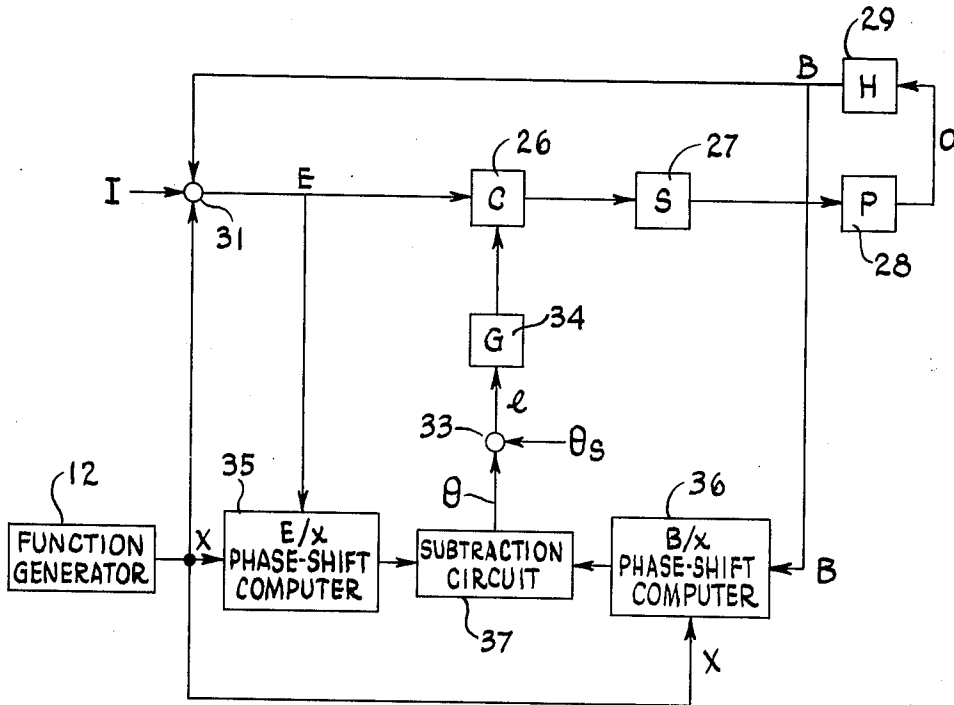 29
B
H
O
26
27
I
E
C
S
P
31
28
34
G
e
33
θs
12
35
θ
36
FUNCTION
GENERATOR
X
E/x
PHASE-SHIFT
COMPUTER
SUBTRACTION
CIRCUIT
B/x
PHASE-SHIFT
COMPUTER
B
37
X